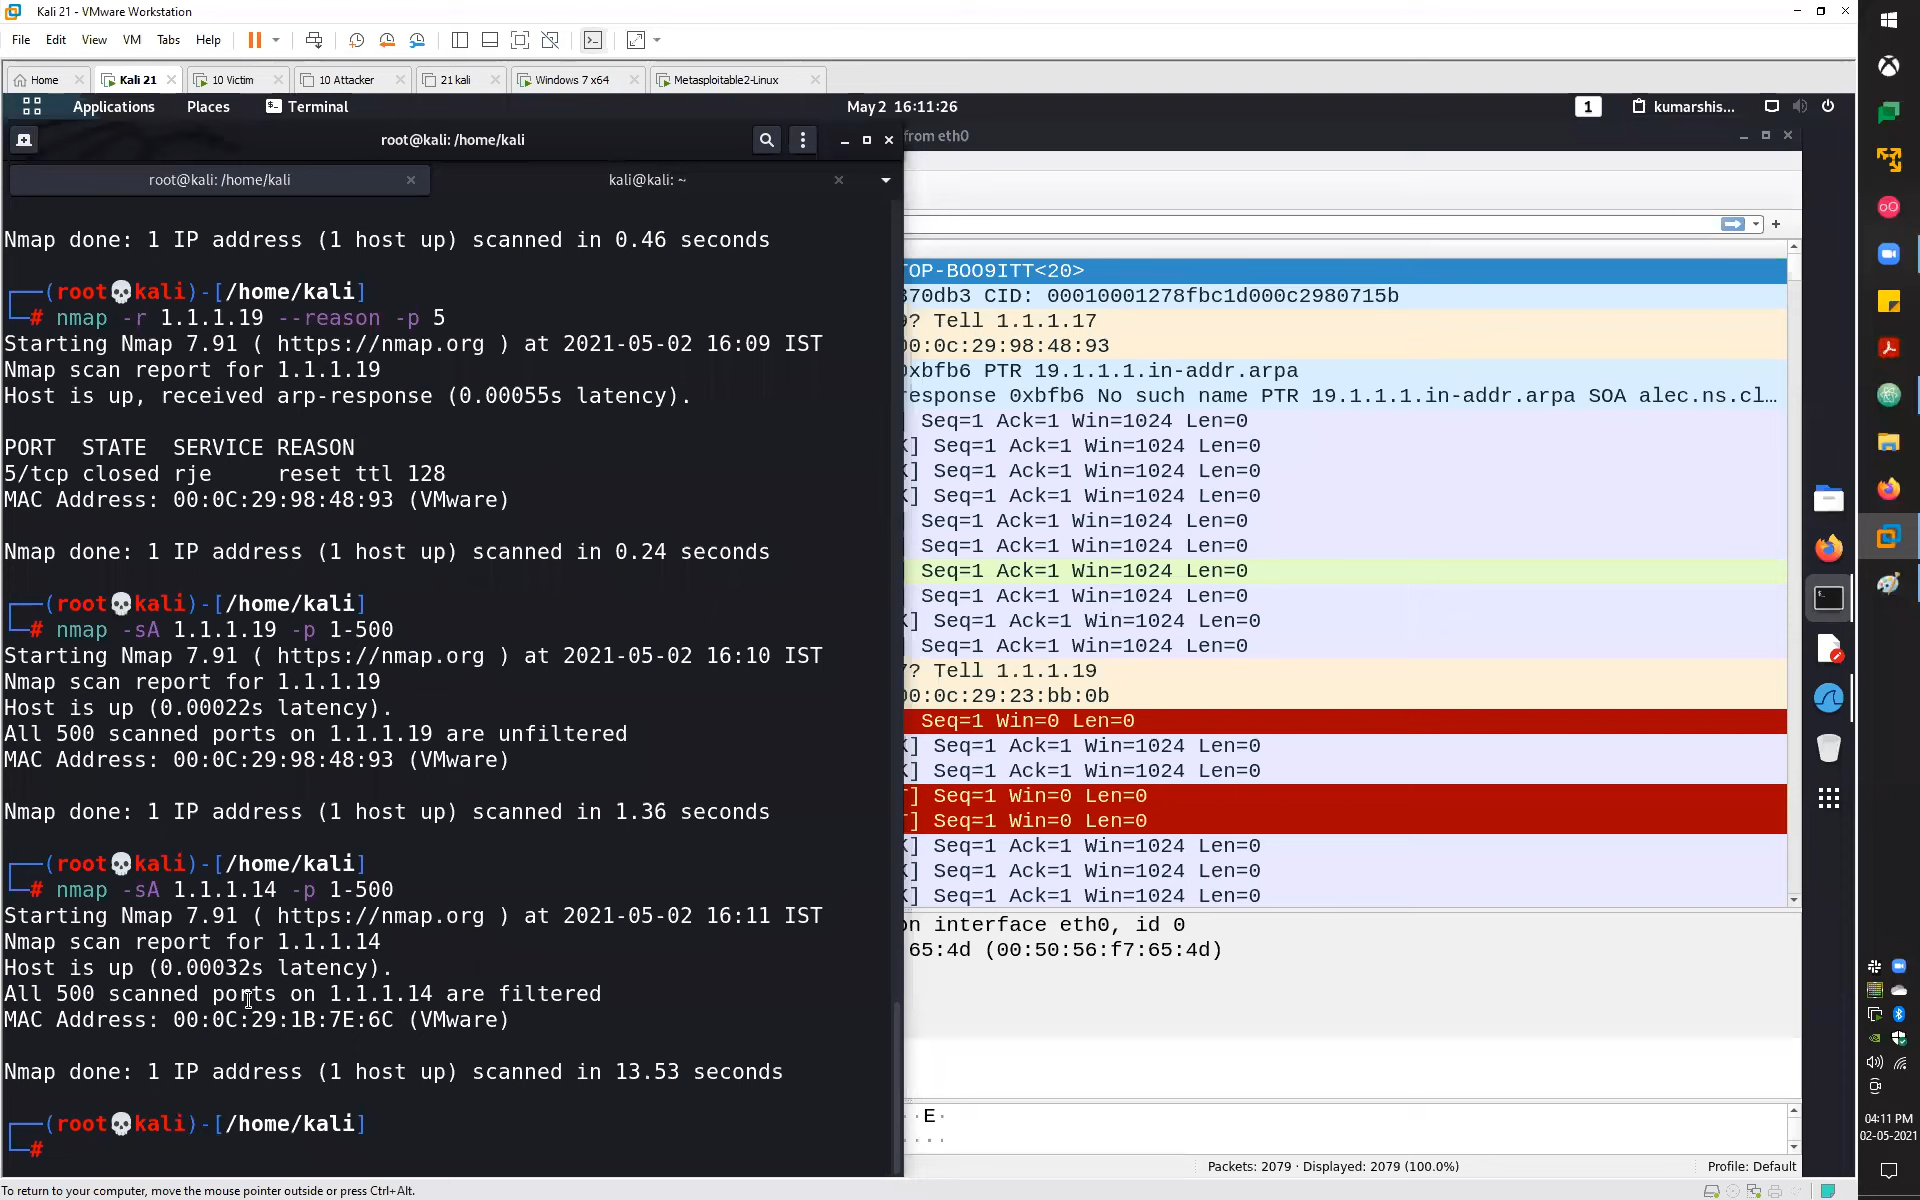 Kali 21 - VMware Workstation
File Edit View VM Tabs Help
Home Kali 21 10 Victim 10 Attacker 21 kali Windows 7 x64 Metasploitable2-Linux
Applications Places Terminal May 2 16:11:26 1 kumarshis...
root@kali: /home/kali
from eth0
root@kali: /home/kali kali@kali: ~
Nmap done: 1 IP address (1 host up) scanned in 0.46 seconds
(root kali)-[/home/kali]
# nmap -r 1.1.1.19 --reason -p 5
Starting Nmap 7.91 ( https://nmap.org ) at 2021-05-02 16:09 IST
Nmap scan report for 1.1.1.19
Host is up, received arp-response (0.00055s latency).
PORT STATE SERVICE REASON
5/tcp closed rje reset ttl 128
MAC Address: 00:0C:29:98:48:93 (VMware)
Nmap done: 1 IP address (1 host up) scanned in 0.24 seconds
(root kali)-[/home/kali]
# nmap -sA 1.1.1.19 -p 1-500
Starting Nmap 7.91 ( https://nmap.org ) at 2021-05-02 16:10 IST
Nmap scan report for 1.1.1.19
Host is up (0.00022s latency).
All 500 scanned ports on 1.1.1.19 are unfiltered
MAC Address: 00:0C:29:98:48:93 (VMware)
Nmap done: 1 IP address (1 host up) scanned in 1.36 seconds
(root kali)-[/home/kali]
# nmap -sA 1.1.1.14 -p 1-500
Starting Nmap 7.91 ( https://nmap.org ) at 2021-05-02 16:11 IST
Nmap scan report for 1.1.1.14
Host is up (0.00032s latency).
All 500 scanned ports on 1.1.1.14 are filtered
MAC Address: 00:0C:29:1B:7E:6C (VMware)
Nmap done: 1 IP address (1 host up) scanned in 13.53 seconds
(root kali)-[/home/kali]
#
TOP-BOO9ITT<20>
370db3 CID: 00010001278fbc1d000c2980715b
9? Tell 1.1.1.17
00:0c:29:98:48:93
0xbfb6 PTR 19.1.1.1.in-addr.arpa
response 0xbfb6 No such name PTR 19.1.1.1.in-addr.arpa SOA alec.ns.cl…
] Seq=1 Ack=1 Win=1024 Len=0
K] Seq=1 Ack=1 Win=1024 Len=0
K] Seq=1 Ack=1 Win=1024 Len=0
K] Seq=1 Ack=1 Win=1024 Len=0
] Seq=1 Ack=1 Win=1024 Len=0
] Seq=1 Ack=1 Win=1024 Len=0
] Seq=1 Ack=1 Win=1024 Len=0
] Seq=1 Ack=1 Win=1024 Len=0
K] Seq=1 Ack=1 Win=1024 Len=0
] Seq=1 Ack=1 Win=1024 Len=0
7? Tell 1.1.1.19
00:0c:29:23:bb:0b
] Seq=1 Win=0 Len=0
K] Seq=1 Ack=1 Win=1024 Len=0
K] Seq=1 Ack=1 Win=1024 Len=0
T] Seq=1 Win=0 Len=0
T] Seq=1 Win=0 Len=0
K] Seq=1 Ack=1 Win=1024 Len=0
K] Seq=1 Ack=1 Win=1024 Len=0
K] Seq=1 Ack=1 Win=1024 Len=0
on interface eth0, id 0
65:4d (00:50:56:f7:65:4d)
··E·
····
Packets: 2079 · Displayed: 2079 (100.0%) Profile: Default
04:11 PM
02-05-2021
To return to your computer, move the mouse pointer outside or press Ctrl+Alt.